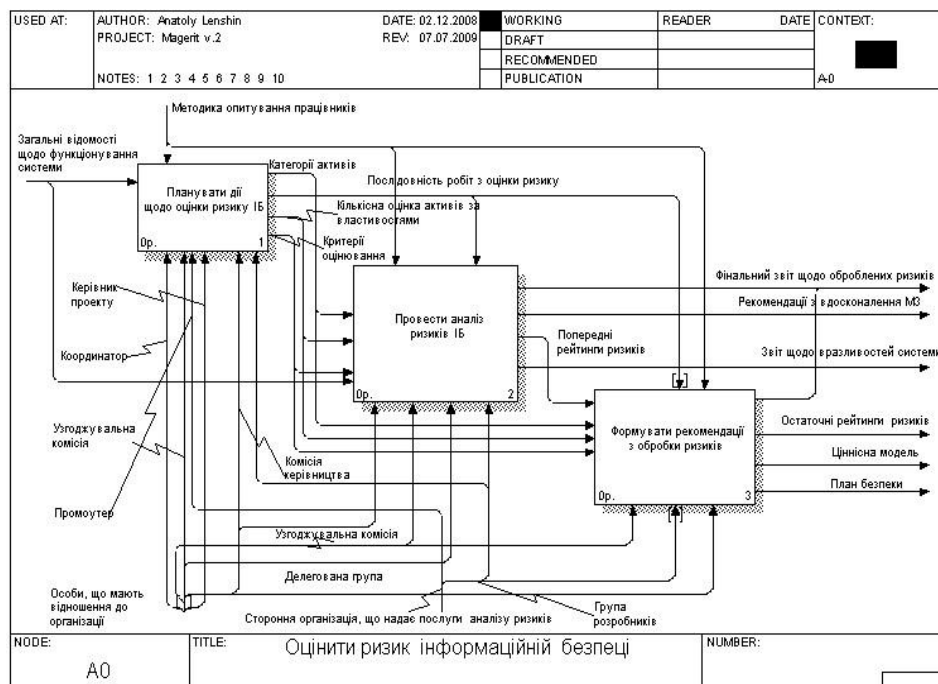 USED AT:
AUTHOR: Anatoly Lenshin
DATE: 02.12.2008
WORKING
READER
DATE
CONTEXT:
PROJECT: Magerit v.2
REV: 07.07.2009
DRAFT
RECOMMENDED
NOTES: 1 2 3 4 5 6 7 8 9 10
PUBLICATION
A-0
Методика опитування працівників
Загальні відомості
щодо функціонування
системи
Категорії активів
Планувати дії
щодо оцінки ризику ІБ
0р.
1
Послідовність робіт з оцінки ризику
Кількісна оцінка активів за
властивостями
Критерії
оцінювання
Керівник
проекту
Провести аналіз
ризиків ІБ
0р.
2
Фінальний звіт щодо оброблених ризиків
Рекомендації з вдосконалення МЗ
Попередні
рейтинги ризиків
Звіт щодо вразливостей системи
Координатор
Формувати рекомендації
з обробки ризиків
0р.
3
Остаточні рейтинги ризиків
Ціннісна модель
План безпеки
Узгоджувальна
комісія
Комісія
керівництва
Промоутер
Узгоджувальна комісія
Делегована група
Особи, що мають
відношення до
організації
Стороння організація, що надає послуги аналізу ризиків
Група
розробників
NODE:
TITLE:
NUMBER:
A0
Оцінити ризик інформаційній безпеці